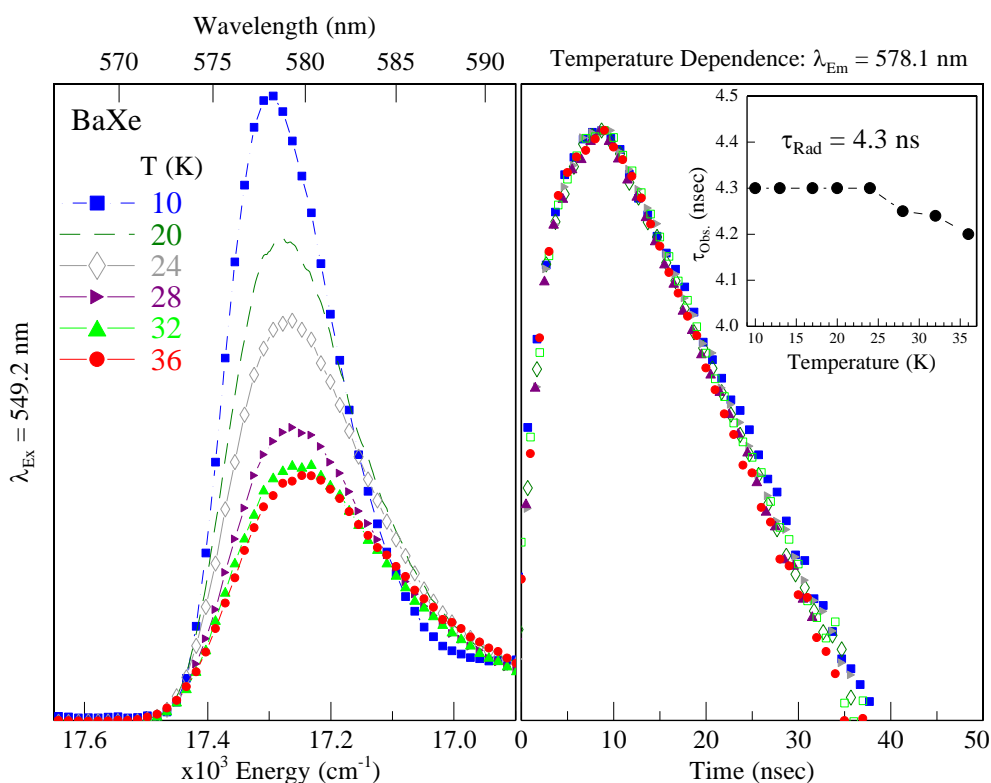 Wavelength (nm)
570 575 580 585 590
BaXe
T (K)
10
20
24
28
32
36
λEx = 549.2 nm
17.6 17.4 17.2 17.0
x10³ Energy (cm⁻¹)
Temperature Dependence: λEm = 578.1 nm
τRad = 4.3 ns
τObs. (nsec)
4.5
4.4
4.3
4.2
4.1
4.0
10 15 20 25 30 35
Temperature (K)
0 10 20 30 40 50
Time (nsec)